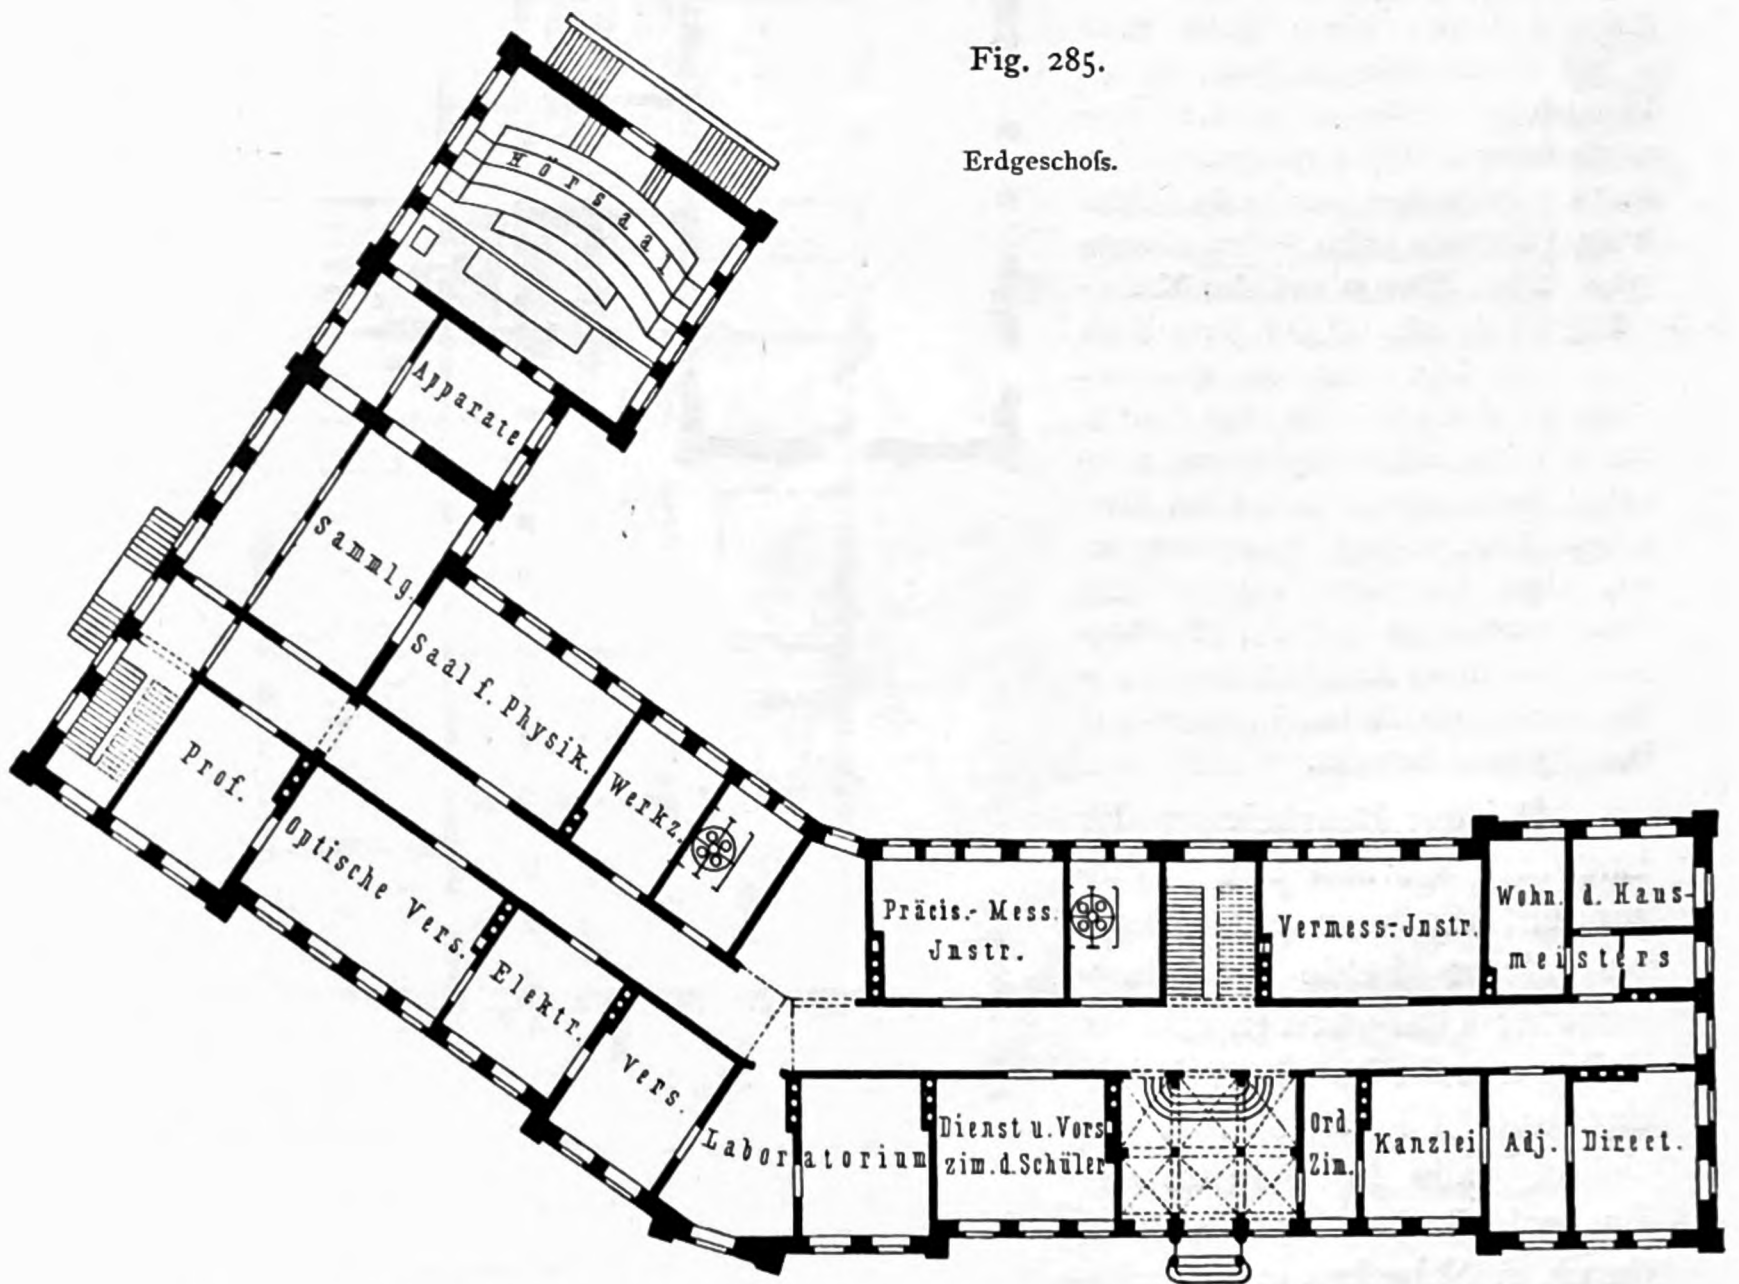 Fig. 285.
Erdgeschoſs.
Hörsaal
Apparate
Sammlg.
Saal f. Physik.
Werkz.
Prof.
Optische Vers.
Elektr.
Vers.
Laboratorium
Präcis.- Mess.
Jnstr.
Vermess.-Jnstr.
Wohn. d. Haus-
meisters
Dienst u. Vors
zim. d. Schüler
Ord.
Zim.
Kanzlei
Adj.
Direct.